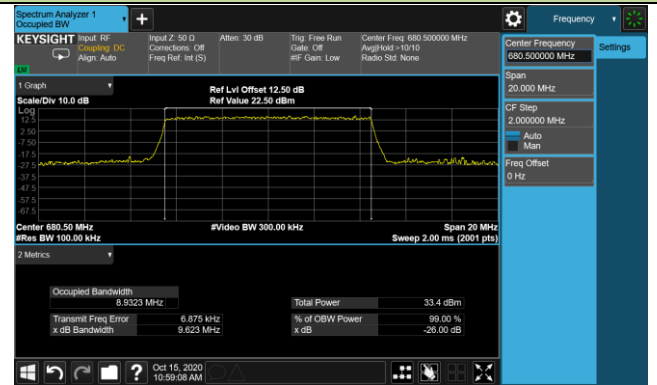 Spectrum Analyzer 1
Occupied BW
Frequency
KEYSIGHT
Input: RF
Coupling: DC
Align: Auto
Input Z: 50 Ω
Corrections: Off
Freq Ref: Int (S)
Atten: 30 dB
Trig: Free Run
Gate: Off
#IF Gain: Low
Center Freq: 680.500000 MHz
Avg|Hold:>10/10
Radio Std: None
Center Frequency
680.500000 MHz
Settings
Span
20.000 MHz
CF Step
2.000000 MHz
Auto
Man
Freq Offset
0 Hz
1 Graph
Scale/Div 10.0 dB
Ref Lvl Offset 12.50 dB
Ref Value 22.50 dBm
Log
12.5
2.50
-7.50
-17.5
-27.5
-37.5
-47.5
-57.5
-67.5
Center 680.50 MHz
#Res BW 100.00 kHz
#Video BW 300.00 kHz
Span 20 MHz
Sweep 2.00 ms (2001 pts)
2 Metrics
Occupied Bandwidth
8.9323 MHz
Transmit Freq Error 6.875 kHz
x dB Bandwidth 9.623 MHz
Total Power 33.4 dBm
% of OBW Power 99.00 %
x dB -26.00 dB
Oct 15, 2020
10:59:08 AM